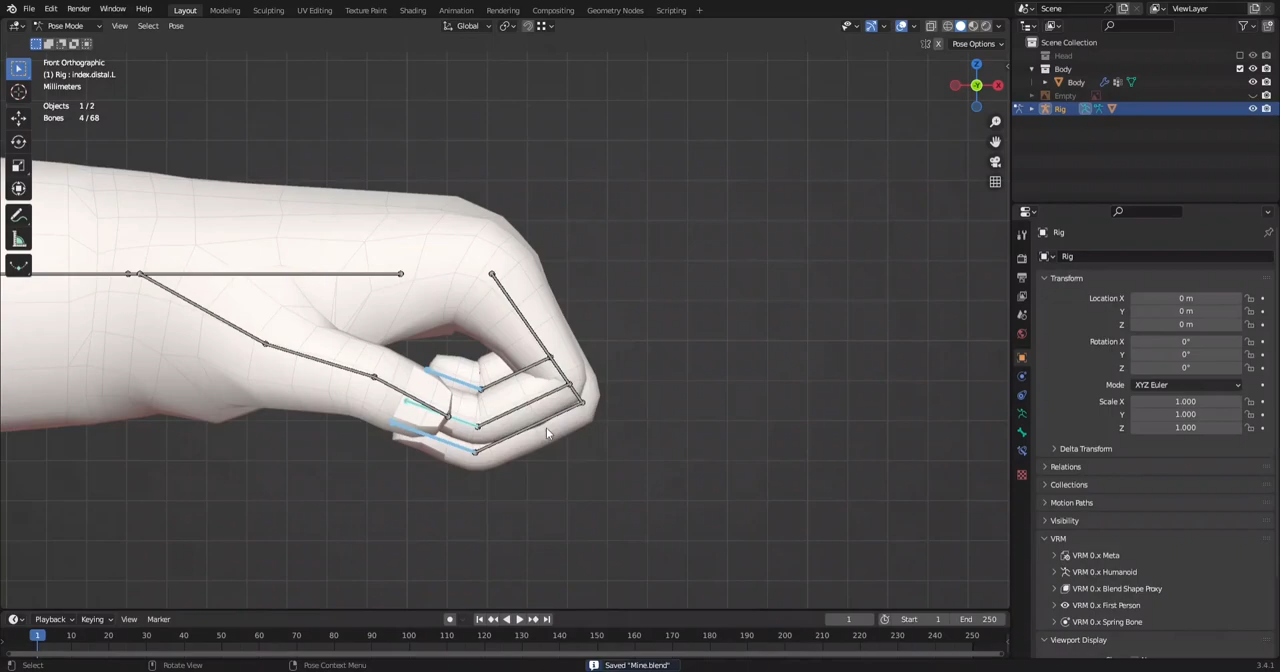 File Edit Render Window Help Layout Modeling Sculpting UV Editing Texture Paint Shading Animation Rendering Compositing Geometry Nodes Scripting + Scene ViewLayer
Pose Mode View Select Pose Global
X Pose Options
Front Orthographic
(1) Rig : index.distal.L
Millimeters
Objects 1 / 2
Bones 4 / 68
Z
Y
X
Scene Collection
Head
Body
Body
Empty
Rig
Rig
Rig
Transform
Location X 0 m
Y 0 m
Z 0 m
Rotation X 0°
Y 0°
Z 0°
Mode XYZ Euler
Scale X 1.000
Y 1.000
Z 1.000
Delta Transform
Relations
Collections
Motion Paths
Visibility
VRM
VRM 0.x Meta
VRM 0.x Humanoid
VRM 0.x Blend Shape Proxy
VRM 0.x First Person
VRM 0.x Spring Bone
Viewport Display
Playback Keying View Marker 1 Start 1 End 250
1 10 20 30 40 50 60 70 80 90 100 110 120 130 140 150 160 170 180 190 200 210 220 230 240 250
Select Rotate View Pose Context Menu Saved "Mine.blend" 3.4.1